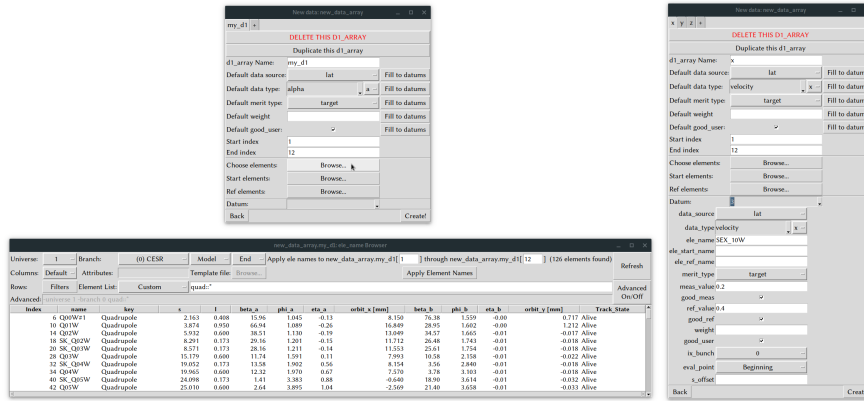 New data: new_data_array
my_d1 +
DELETE THIS D1_ARRAY
Duplicate this d1_array
d1_array Name: my_d1
Default data source: lat Fill to datums
Default data type: alpha a Fill to datums
Default merit type: target Fill to datums
Default weight Fill to datums
Default good_user: Fill to datums
Start index 1
End index 12
Choose elements: Browse...
Start elements: Browse...
Ref elements: Browse...
Datum:
Back Create!
new_data_array.my_d1: ele_name Browser
Universe: 1 Branch: (0) CESR Model End Apply ele names to new_data_array.my_d1[ 1 ] through new_data_array.my_d1[ 12 ] (126 elements found) Refresh
Columns: Default Attributes: Template file: Browse... Apply Element Names
Rows: Filters Element List: Custom quad::* Advanced On/Off
Advanced: universe 1 -branch 0 quad::*
Index name key s l beta_a phi_a eta_a orbit_x [mm] beta_b phi_b eta_b orbit_y [mm] Track_State
6 Q00W#1 Quadrupole 2.163 0.408 15.96 1.045 -0.13 8.150 76.38 1.559 -0.00 0.717 Alive
10 Q01W Quadrupole 3.874 0.950 66.94 1.089 -0.26 16.849 28.95 1.602 -0.00 1.212 Alive
14 Q02W Quadrupole 5.932 0.600 38.51 1.130 -0.19 13.049 34.57 1.665 -0.01 -0.017 Alive
18 SK_Q02W Quadrupole 8.291 0.173 29.16 1.201 -0.15 11.712 26.48 1.743 -0.01 -0.018 Alive
20 SK_Q03W Quadrupole 8.571 0.173 28.16 1.211 -0.14 11.553 25.61 1.754 -0.01 -0.018 Alive
28 Q03W Quadrupole 15.179 0.600 11.74 1.591 0.11 7.993 10.58 2.158 -0.01 -0.022 Alive
32 SK_Q04W Quadrupole 19.052 0.173 13.58 1.902 0.56 8.154 3.56 2.840 -0.01 -0.018 Alive
34 Q04W Quadrupole 19.965 0.600 12.32 1.970 0.67 7.570 3.78 3.103 -0.01 -0.018 Alive
40 SK_Q05W Quadrupole 24.098 0.173 1.41 3.383 0.88 -0.640 18.90 3.614 -0.01 -0.032 Alive
42 Q05W Quadrupole 25.010 0.600 2.64 3.895 1.04 -2.569 21.40 3.658 -0.01 -0.033 Alive
New data: new_data_array
x y z +
DELETE THIS D1_ARRAY
Duplicate this d1_array
d1_array Name: x
Default data source: lat Fill to datum
Default data type: velocity x Fill to datum
Default merit type: target Fill to datum
Default weight Fill to datum
Default good_user: Fill to datum
Start index 1
End index 12
Choose elements: Browse...
Start elements: Browse...
Ref elements: Browse...
Datum:
data_source lat
data_type velocity x
ele_name SEX_10W
ele_start_name
ele_ref_name
merit_type target
meas_value 0.2
good_meas
ref_value 0.4
good_ref
weight
good_user
ix_bunch 0
eval_point Beginning
s_offset
Back Creat